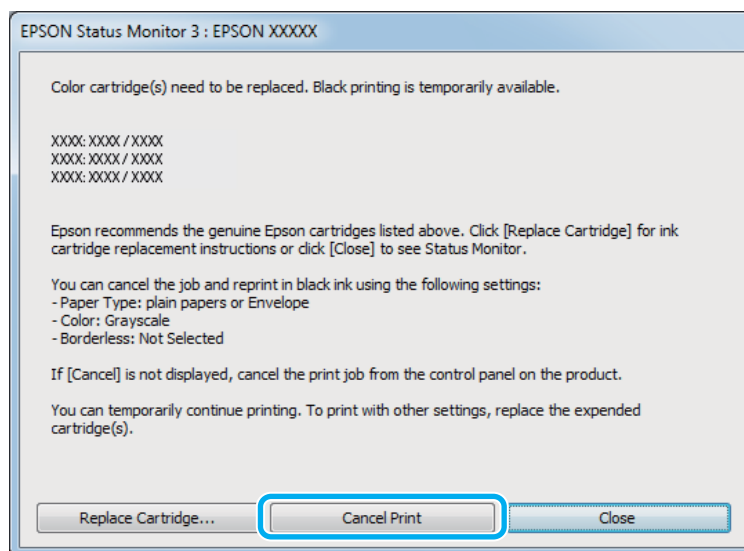 EPSON Status Monitor 3 : EPSON XXXXX
Color cartridge(s) need to be replaced. Black printing is temporarily available.
XXXX: XXXX / XXXX
XXXX: XXXX / XXXX
XXXX: XXXX / XXXX
Epson recommends the genuine Epson cartridges listed above. Click [Replace Cartridge] for ink
cartridge replacement instructions or click [Close] to see Status Monitor.
You can cancel the job and reprint in black ink using the following settings:
- Paper Type: plain papers or Envelope
- Color: Grayscale
- Borderless: Not Selected
If [Cancel] is not displayed, cancel the print job from the control panel on the product.
You can temporarily continue printing. To print with other settings, replace the expended
cartridge(s).
Replace Cartridge... Cancel Print Close